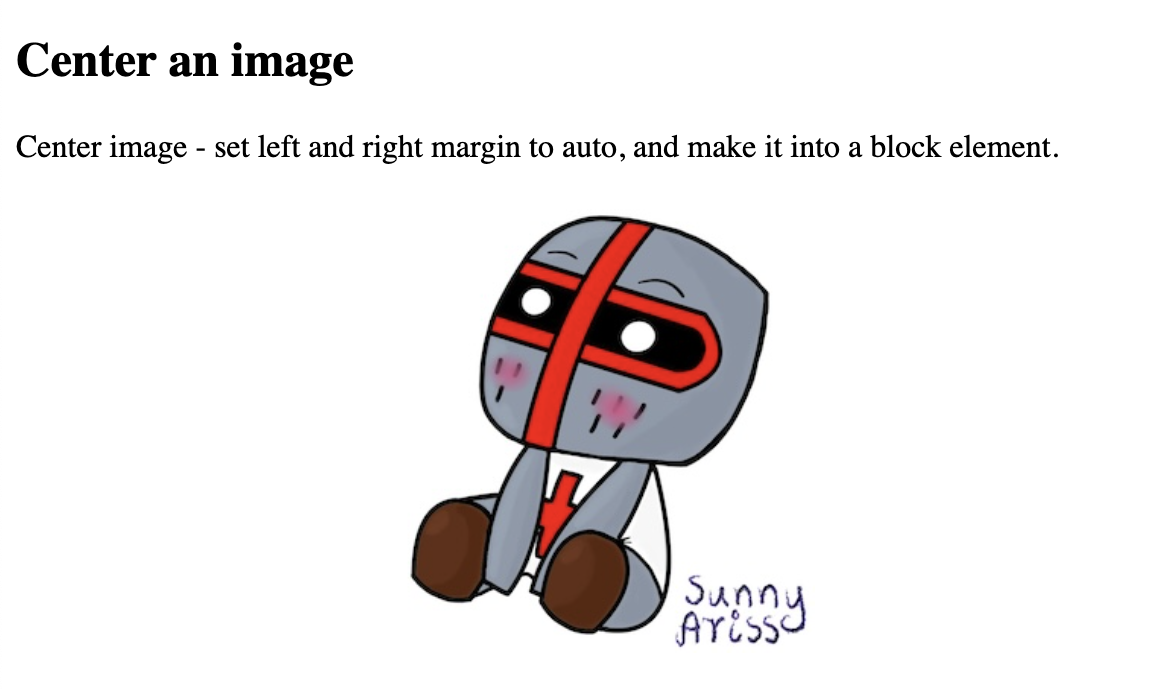 Center an image
Center image - set left and right margin to auto, and make it into a block element.
Sunny
Ariss